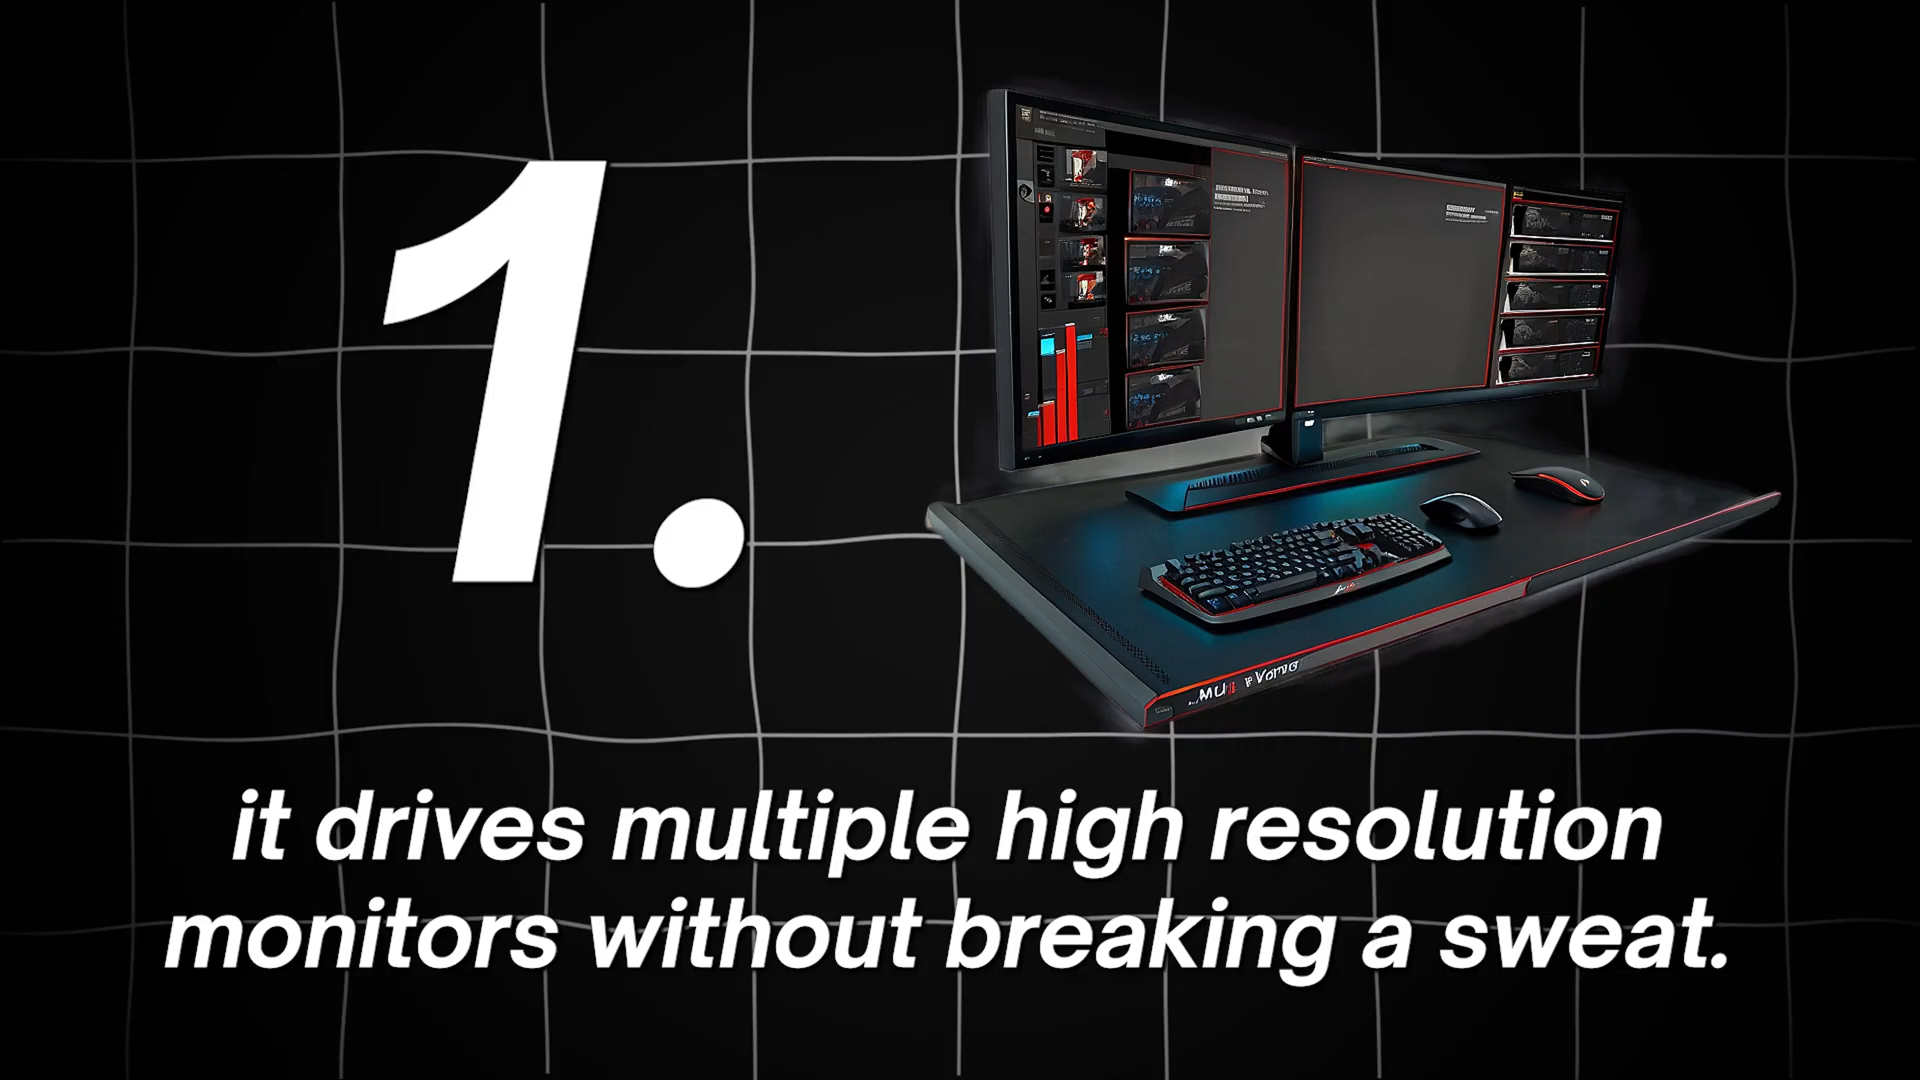 1.
it drives multiple high resolution
monitors without breaking a sweat.